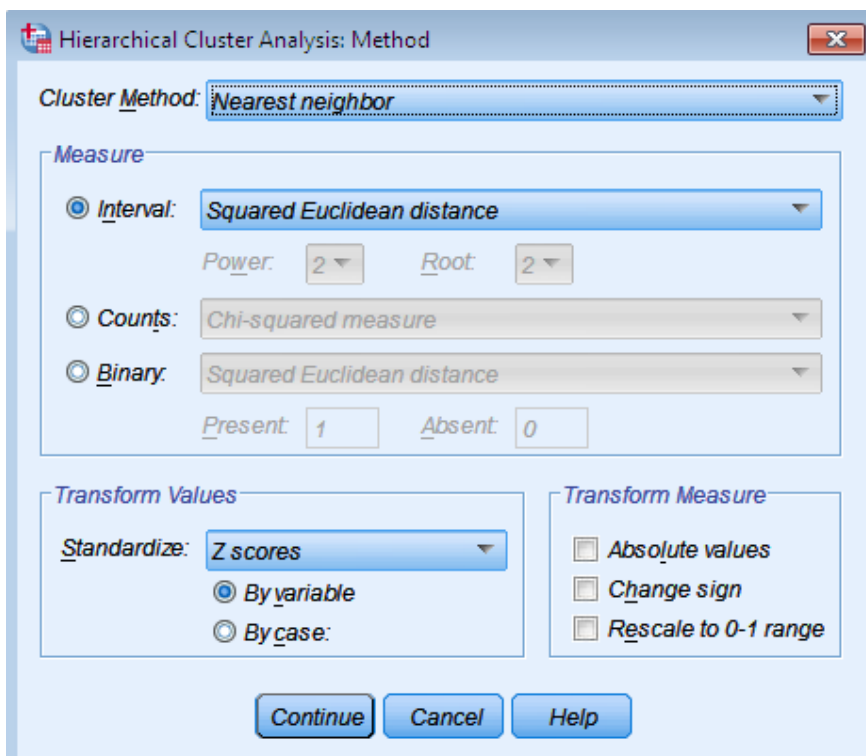 Hierarchical Cluster Analysis: Method
Cluster Method: Nearest neighbor
Measure
Interval: Squared Euclidean distance
Power: 2 Root: 2
Counts: Chi-squared measure
Binary: Squared Euclidean distance
Present: 1 Absent: 0
Transform Values
Standardize: Z scores
By variable
By case:
Transform Measure
Absolute values
Change sign
Rescale to 0-1 range
Continue Cancel Help